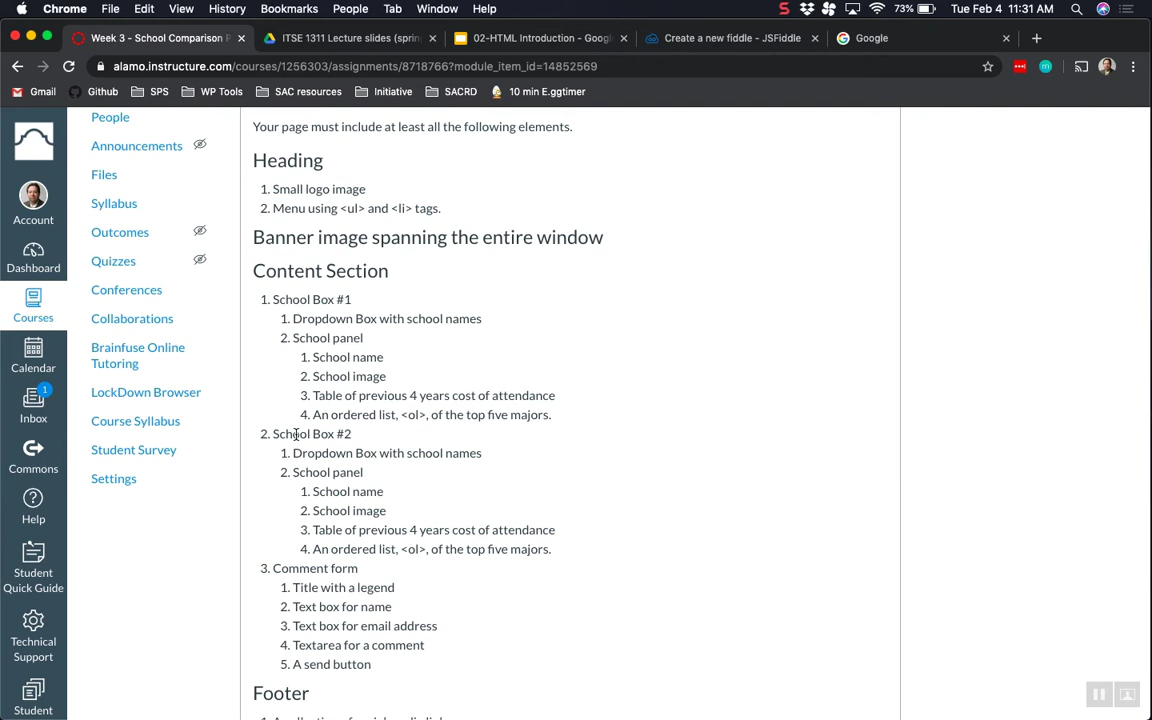 Chrome File Edit View History Bookmarks People Tab Window Help 73% Tue Feb 4 11:31 AM
Week 3 - School Comparison P ITSE 1311 Lecture slides (sprin 02-HTML Introduction - Googl Create a new fiddle - JSFiddle Google
alamo.instructure.com/courses/1256303/assignments/8718766?module_item_id=14852569
Gmail Github SPS WP Tools SAC resources Initiative SACRD 10 min E.ggtimer
Account
Dashboard
Courses
Calendar
1
Inbox
Commons
Help
Student
Quick Guide
Technical
Support
Student
People
Announcements
Files
Syllabus
Outcomes
Quizzes
Conferences
Collaborations
Brainfuse Online
Tutoring
LockDown Browser
Course Syllabus
Student Survey
Settings
Your page must include at least all the following elements.
Heading
1. Small logo image
2. Menu using <ul> and <li> tags.
Banner image spanning the entire window
Content Section
1. School Box #1
1. Dropdown Box with school names
2. School panel
1. School name
2. School image
3. Table of previous 4 years cost of attendance
4. An ordered list, <ol>, of the top five majors.
2. School Box #2
1. Dropdown Box with school names
2. School panel
1. School name
2. School image
3. Table of previous 4 years cost of attendance
4. An ordered list, <ol>, of the top five majors.
3. Comment form
1. Title with a legend
2. Text box for name
3. Text box for email address
4. Textarea for a comment
5. A send button
Footer